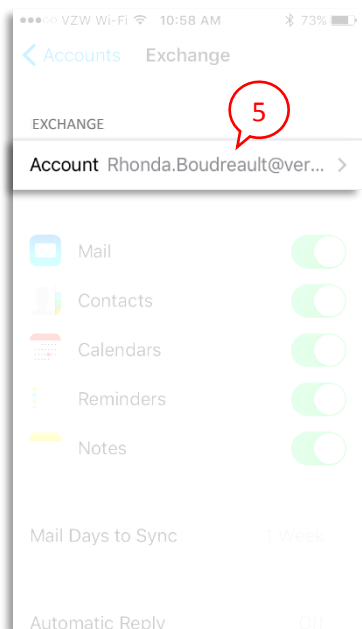 VZW Wi-Fi 10:58 AM 73%
Accounts Exchange
5
EXCHANGE
Account Rhonda.Boudreault@ver...
Mail
Contacts
Calendars
Reminders
Notes
Mail Days to Sync 1 Week
Automatic Reply Off